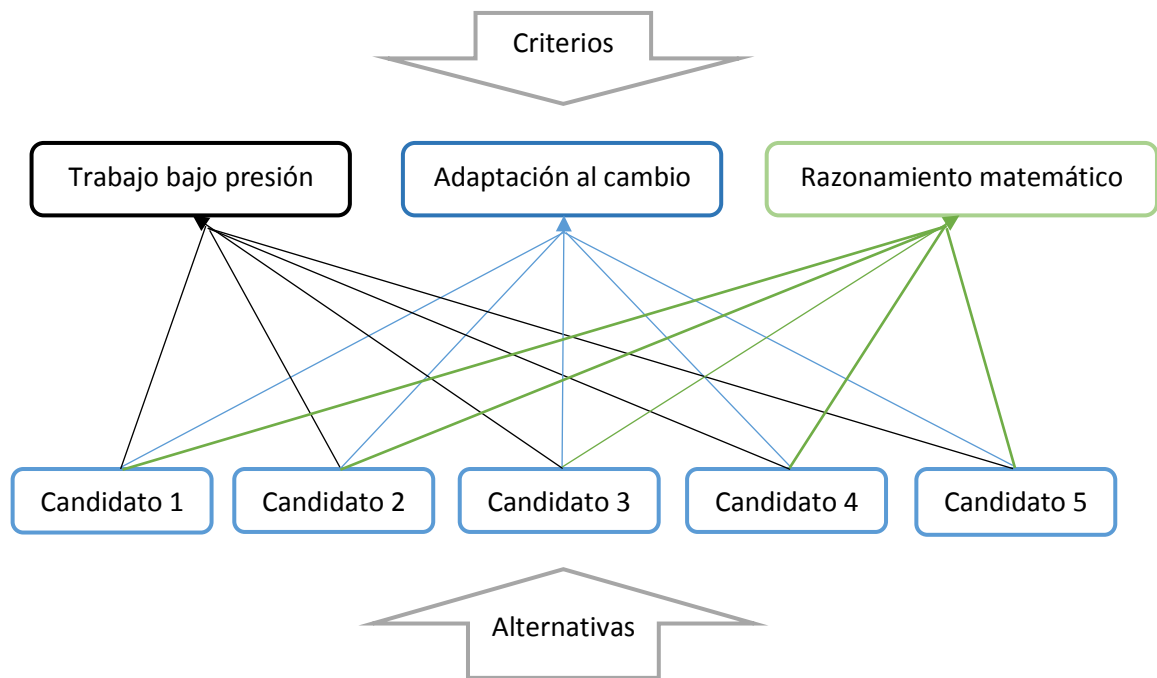 Criterios
Trabajo bajo presión
Adaptación al cambio
Razonamiento matemático
Candidato 1
Candidato 2
Candidato 3
Candidato 4
Candidato 5
Alternativas